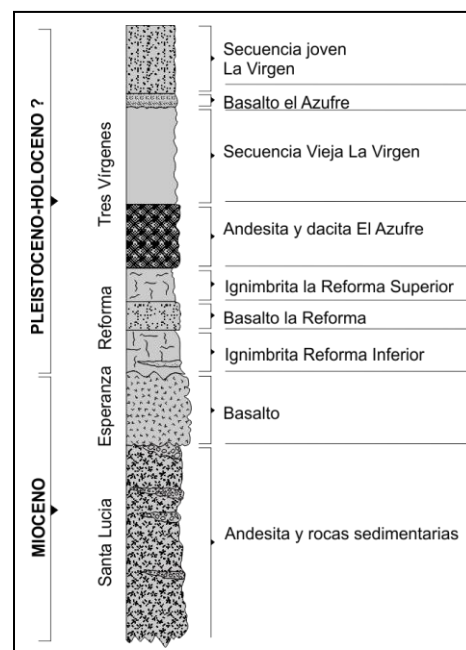 PLEISTOCENO-HOLOCENO ?
MIOCENO
Tres Vírgenes
Reforma
Esperanza
Santa Lucia
Secuencia joven
La Virgen
Basalto el Azufre
Secuencia Vieja La Virgen
Andesita y dacita El Azufre
Ignimbrita la Reforma Superior
Basalto la Reforma
Ignimbrita Reforma Inferior
Basalto
Andesita y rocas sedimentarias